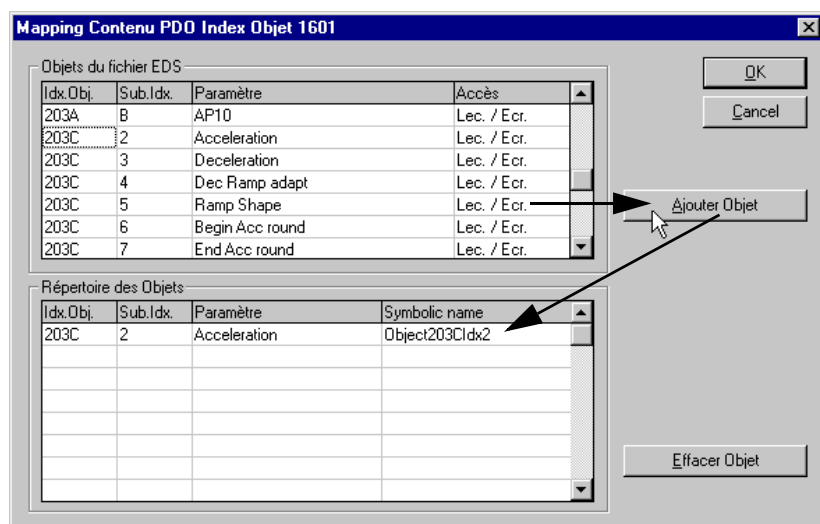 Mapping Contenu PDO Index Objet 1601
Objets du fichier EDS
Idx.Obj. Sub.Idx. Paramètre Accès
203A B AP10 Lec. / Ecr.
203C 2 Acceleration Lec. / Ecr.
203C 3 Deceleration Lec. / Ecr.
203C 4 Dec Ramp adapt Lec. / Ecr.
203C 5 Ramp Shape Lec. / Ecr.
203C 6 Begin Acc round Lec. / Ecr.
203C 7 End Acc round Lec. / Ecr.
OK
Cancel
Ajouter Objet
Répertoire des Objets
Idx.Obj. Sub.Idx. Paramètre Symbolic name
203C 2 Acceleration Object203CIdx2
Effacer Objet